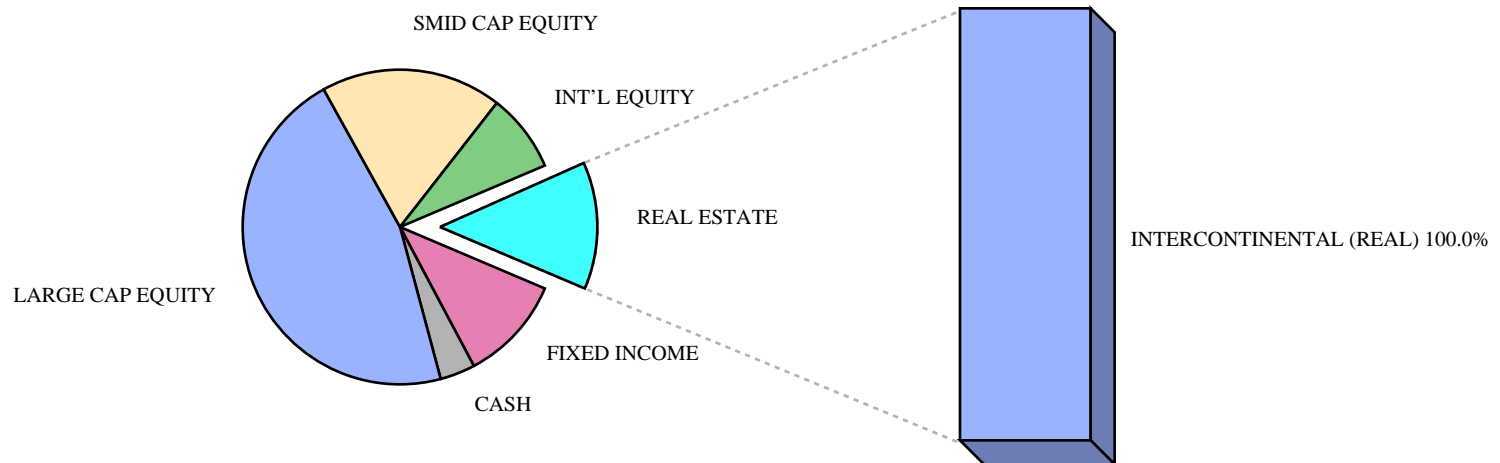 SMID CAP EQUITY
INT'L EQUITY
REAL ESTATE
INTERCONTINENTAL (REAL) 100.0%
LARGE CAP EQUITY
FIXED INCOME
CASH